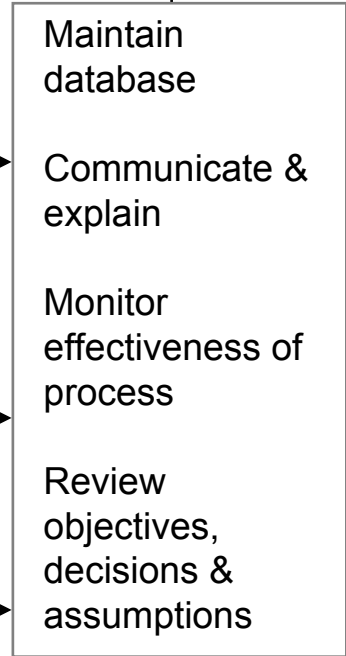 Maintain
database
Communicate &
explain
Monitor
effectiveness of
process
Review
objectives,
decisions &
assumptions